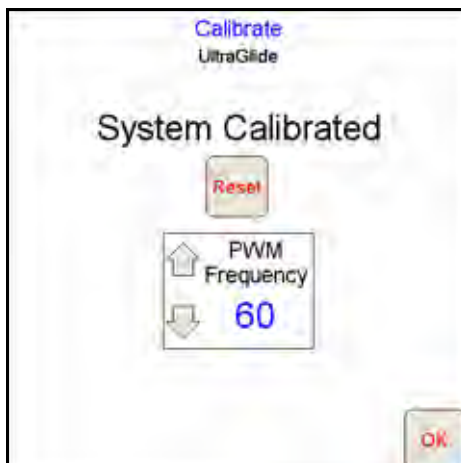 Calibrate
UltraGlide
System Calibrated
Reset
PWM
Frequency
60
OK